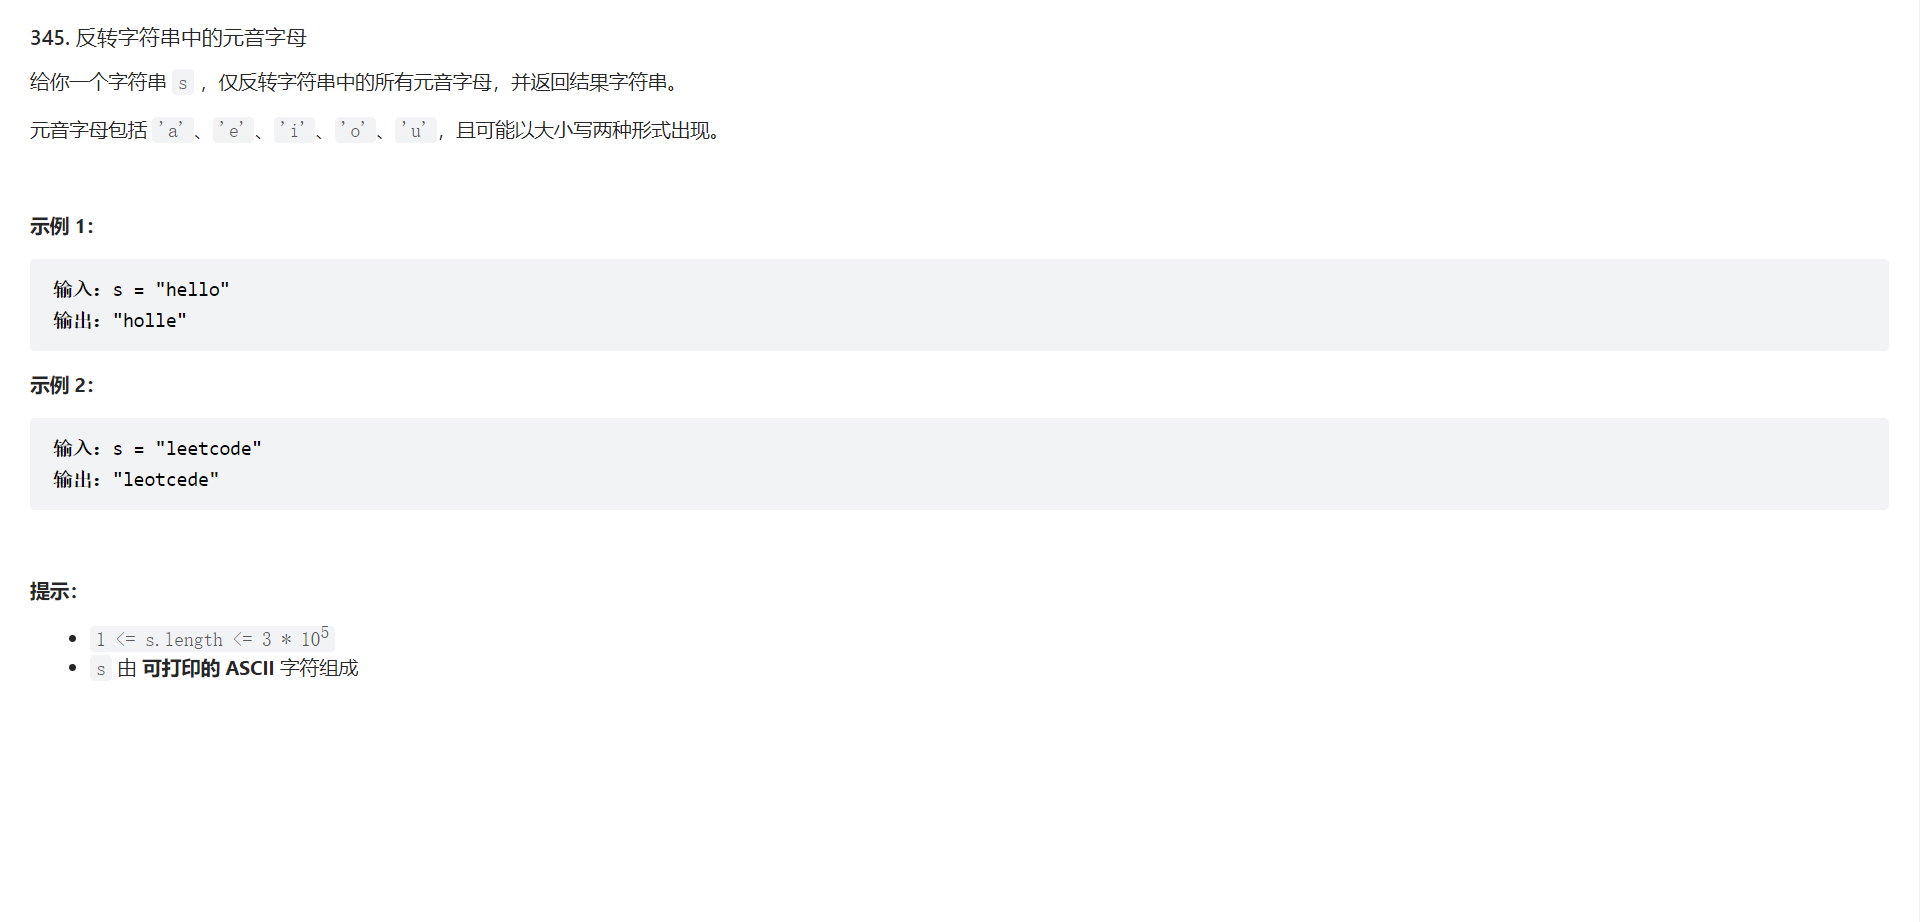 345. 反转字符串中的元音字母
给你一个字符串 s ，仅反转字符串中的所有元音字母，并返回结果字符串。
元音字母包括 'a'、'e'、'i'、'o'、'u'，且可能以大小写两种形式出现。
示例 1：
输入：s = "hello"
输出："holle"
示例 2：
输入：s = "leetcode"
输出："leotcede"
提示：
• 1 <= s.length <= 3 * 10⁵
• s 由 可打印的 ASCII 字符组成